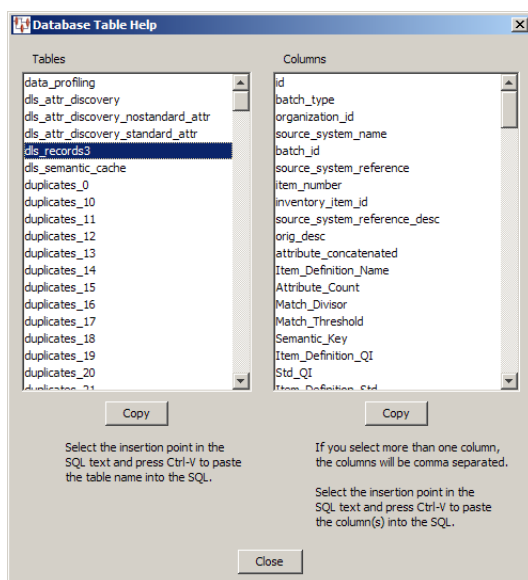 Database Table Help
Tables
data_profiling
dls_attr_discovery
dls_attr_discovery_nostandard_attr
dls_attr_discovery_standard_attr
dls_records3
dls_semantic_cache
duplicates_0
duplicates_10
duplicates_11
duplicates_12
duplicates_13
duplicates_14
duplicates_15
duplicates_16
duplicates_17
duplicates_18
duplicates_19
duplicates_20
duplicates_21
Copy
Select the insertion point in the
SQL text and press Ctrl-V to paste
the table name into the SQL.
Columns
id
batch_type
organization_id
source_system_name
batch_id
source_system_reference
item_number
inventory_item_id
source_system_reference_desc
orig_desc
attribute_concatenated
Item_Definition_Name
Attribute_Count
Match_Divisor
Match_Threshold
Semantic_Key
Item_Definition_QI
Std_QI
Item_Definition_Std
Copy
If you select more than one column,
the columns will be comma separated.
Select the insertion point in the
SQL text and press Ctrl-V to paste
the column(s) into the SQL.
Close